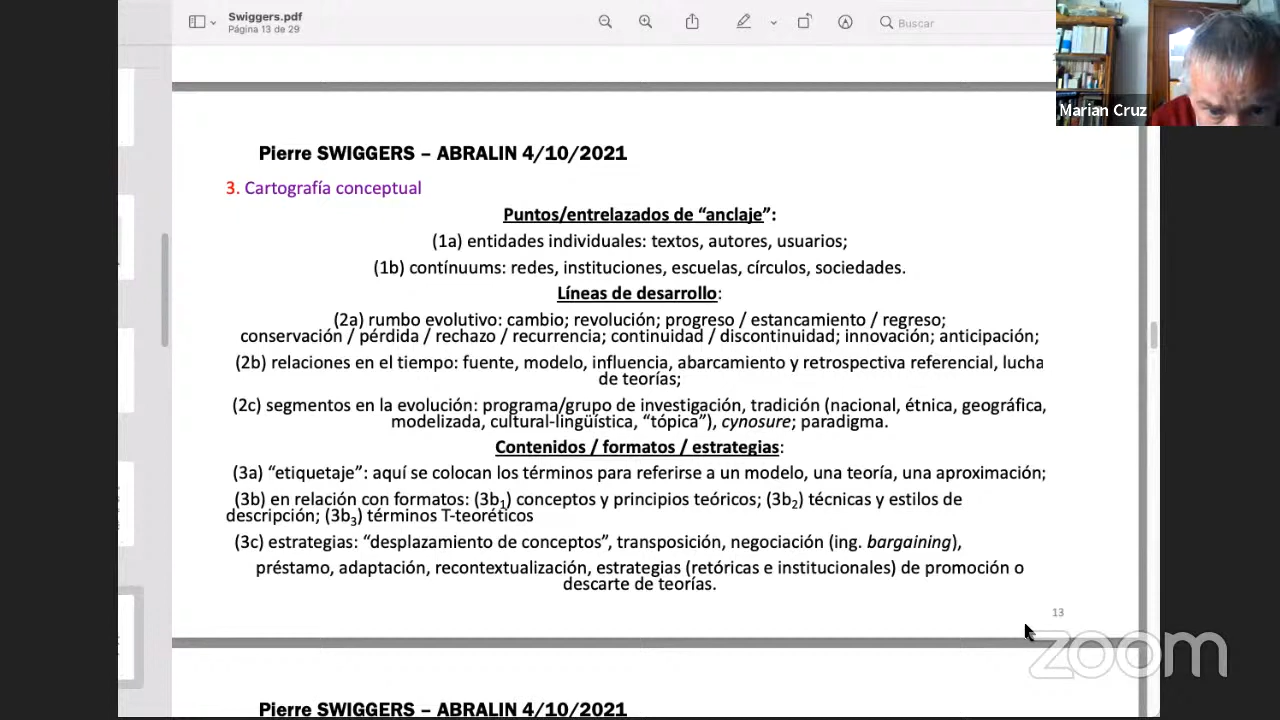 Swiggers.pdf
Página 13 de 29
Buscar
Marian Cruz
Pierre SWIGGERS – ABRALIN 4/10/2021
3. Cartografía conceptual
Puntos/entrelazados de “anclaje”:
(1a) entidades individuales: textos, autores, usuarios;
(1b) contínuums: redes, instituciones, escuelas, círculos, sociedades.
Líneas de desarrollo:
(2a) rumbo evolutivo: cambio; revolución; progreso / estancamiento / regreso;
conservación / pérdida / rechazo / recurrencia; continuidad / discontinuidad; innovación; anticipación;
(2b) relaciones en el tiempo: fuente, modelo, influencia, abarcamiento y retrospectiva referencial, lucha
de teorías;
(2c) segmentos en la evolución: programa/grupo de investigación, tradición (nacional, étnica, geográfica,
modelizada, cultural-lingüística, “tópica”), cynosure; paradigma.
Contenidos / formatos / estrategias:
(3a) “etiquetaje”: aquí se colocan los términos para referirse a un modelo, una teoría, una aproximación;
(3b) en relación con formatos: (3b1) conceptos y principios teóricos; (3b2) técnicas y estilos de
descripción; (3b3) términos T-teoréticos
(3c) estrategias: “desplazamiento de conceptos”, transposición, negociación (ing. bargaining),
préstamo, adaptación, recontextualización, estrategias (retóricas e institucionales) de promoción o
descarte de teorías.
13
zoom
Pierre SWIGGERS – ABRALIN 4/10/2021